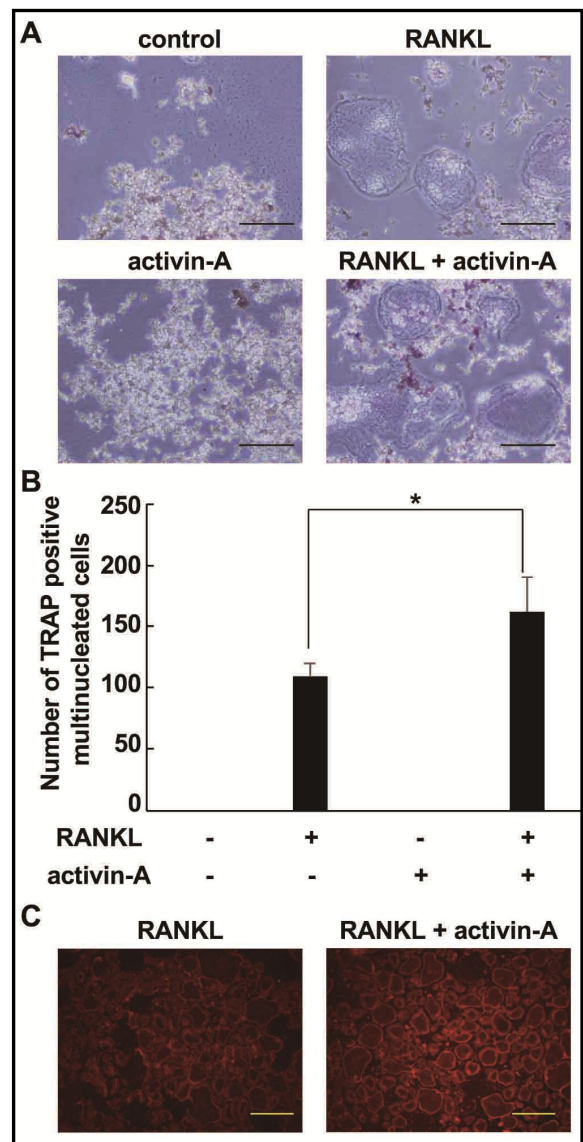 A
control RANKL
activin-A RANKL + activin-A
B
*
Number of TRAP positive
multinucleated cells
250
200
150
100
50
0
RANKL - + - +
activin-A - - + +
C
RANKL RANKL + activin-A